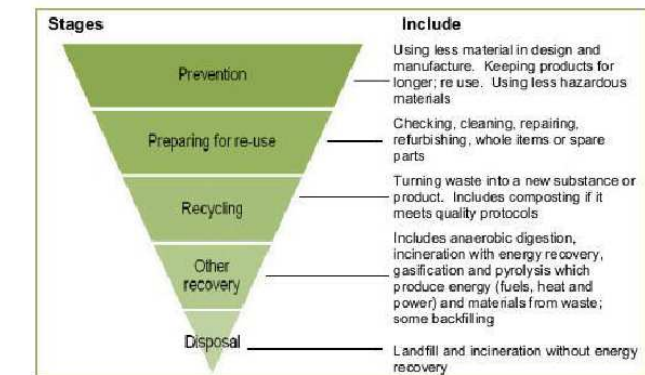 Stages
Include
Prevention
Using less material in design and
manufacture. Keeping products for
longer; re use. Using less hazardous
materials
Preparing for re-use
Checking, cleaning, repairing,
refurbishing, whole items or spare
parts
Recycling
Turning waste into a new substance or
product. Includes composting if it
meets quality protocols
Other
recovery
Includes anaerobic digestion,
incineration with energy recovery,
gasification and pyrolysis which
produce energy (fuels, heat and
power) and materials from waste;
some backfilling
Disposal
Landfill and incineration without energy
recovery